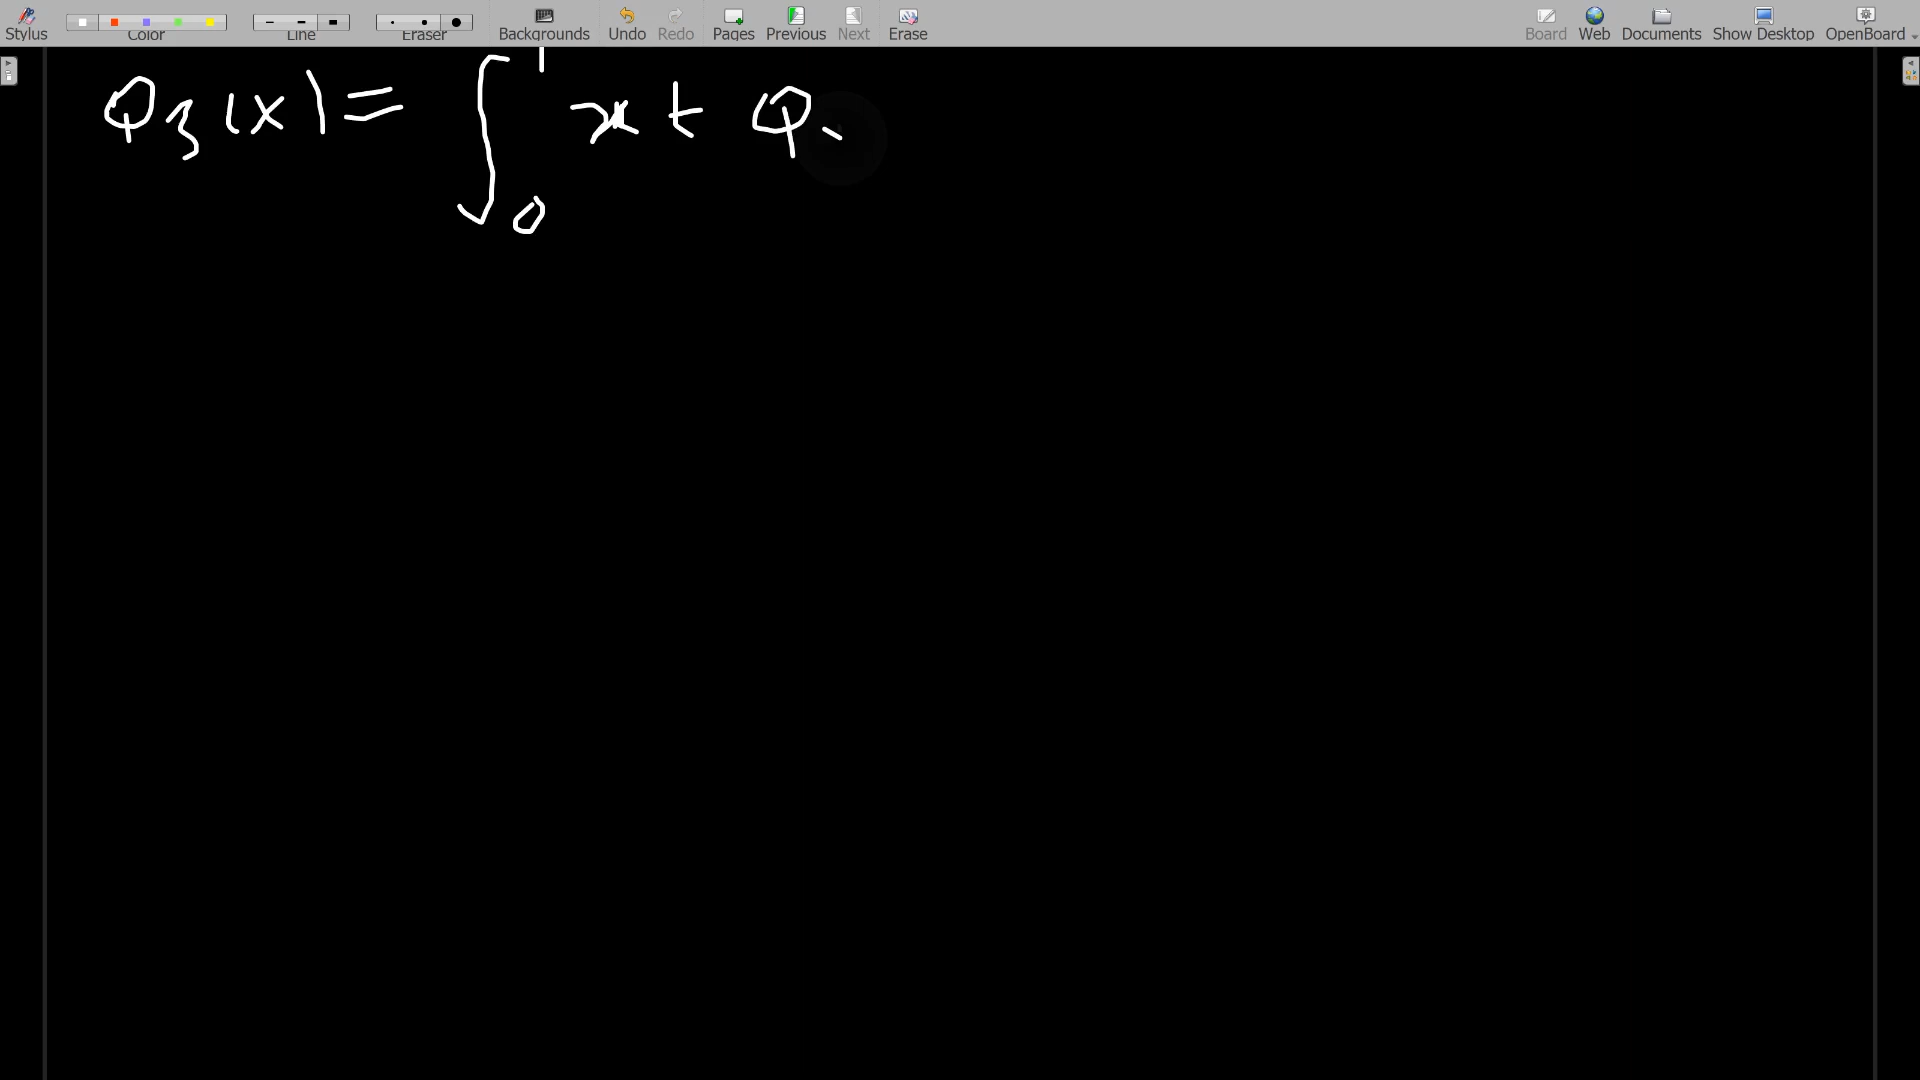 Stylus Color Line Eraser Backgrounds Undo Redo Pages Previous Next Erase Board Web Documents Show Desktop OpenBoard
φ₃(x) = ∫₀¹ x t φ